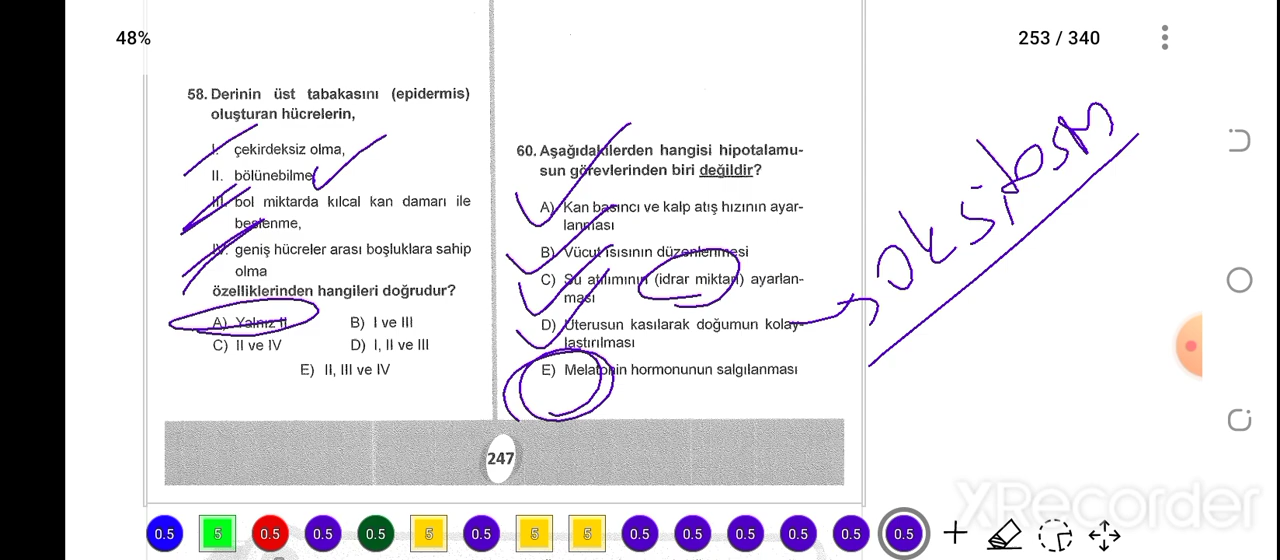 48%
253 / 340
58. Derinin üst tabakasını (epidermis)
oluşturan hücrelerin,
I. çekirdeksiz olma,
II. bölünebilme,
III. bol miktarda kılcal kan damarı ile
beslenme,
IV. geniş hücreler arası boşluklara sahip
olma
özelliklerinden hangileri doğrudur?
A) Yalnız II
B) I ve III
C) II ve IV
D) I, II ve III
E) II, III ve IV
60. Aşağıdakilerden hangisi hipotalamu-
sun görevlerinden biri değildir?
A) Kan basıncı ve kalp atış hızının ayar-
lanması
B) Vücut ısısının düzenlenmesi
C) Su atılımının (idrar miktarı) ayarlan-
ması
D) Uterusun kasılarak doğumun kolay-
laştırılması
E) Melatonin hormonunun salgılanması
oksitosin
247
XRecorder
0.5 5 0.5 0.5 0.5 5 0.5 5 5 0.5 0.5 0.5 0.5 0.5 0.5